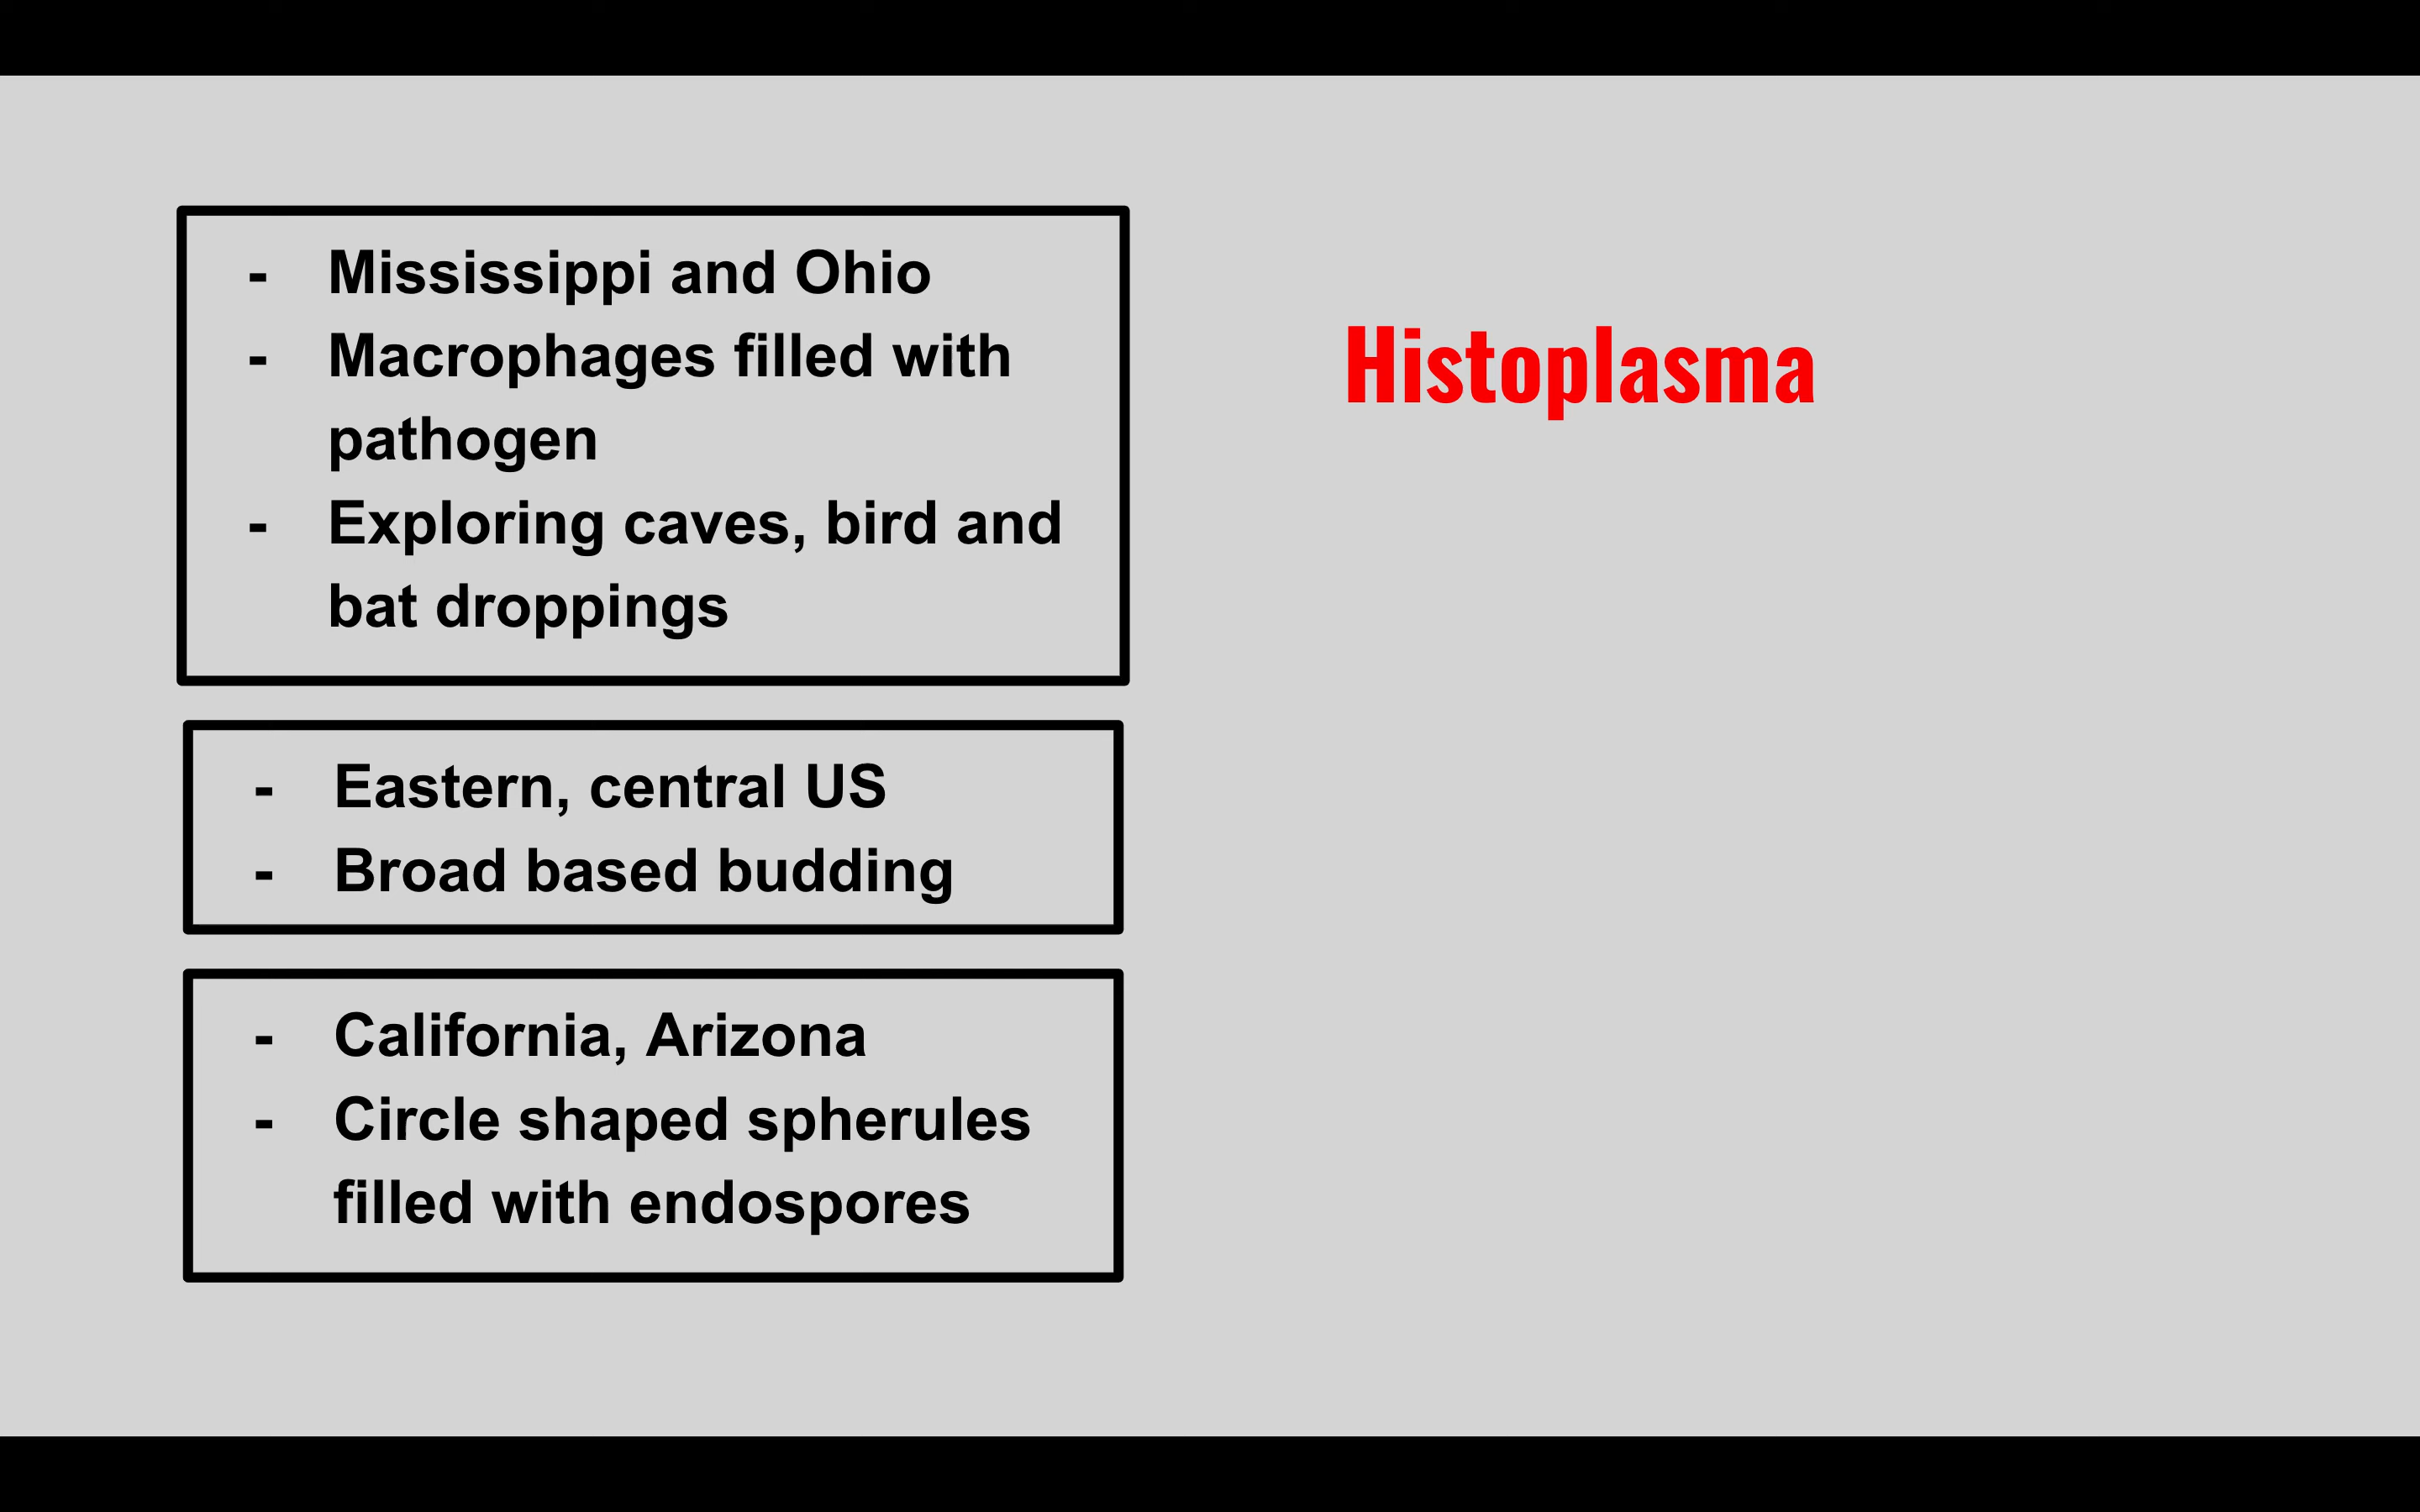 - Mississippi and Ohio
- Macrophages filled with
pathogen
- Exploring caves, bird and
bat droppings
Histoplasma
- Eastern, central US
- Broad based budding
- California, Arizona
- Circle shaped spherules
filled with endospores